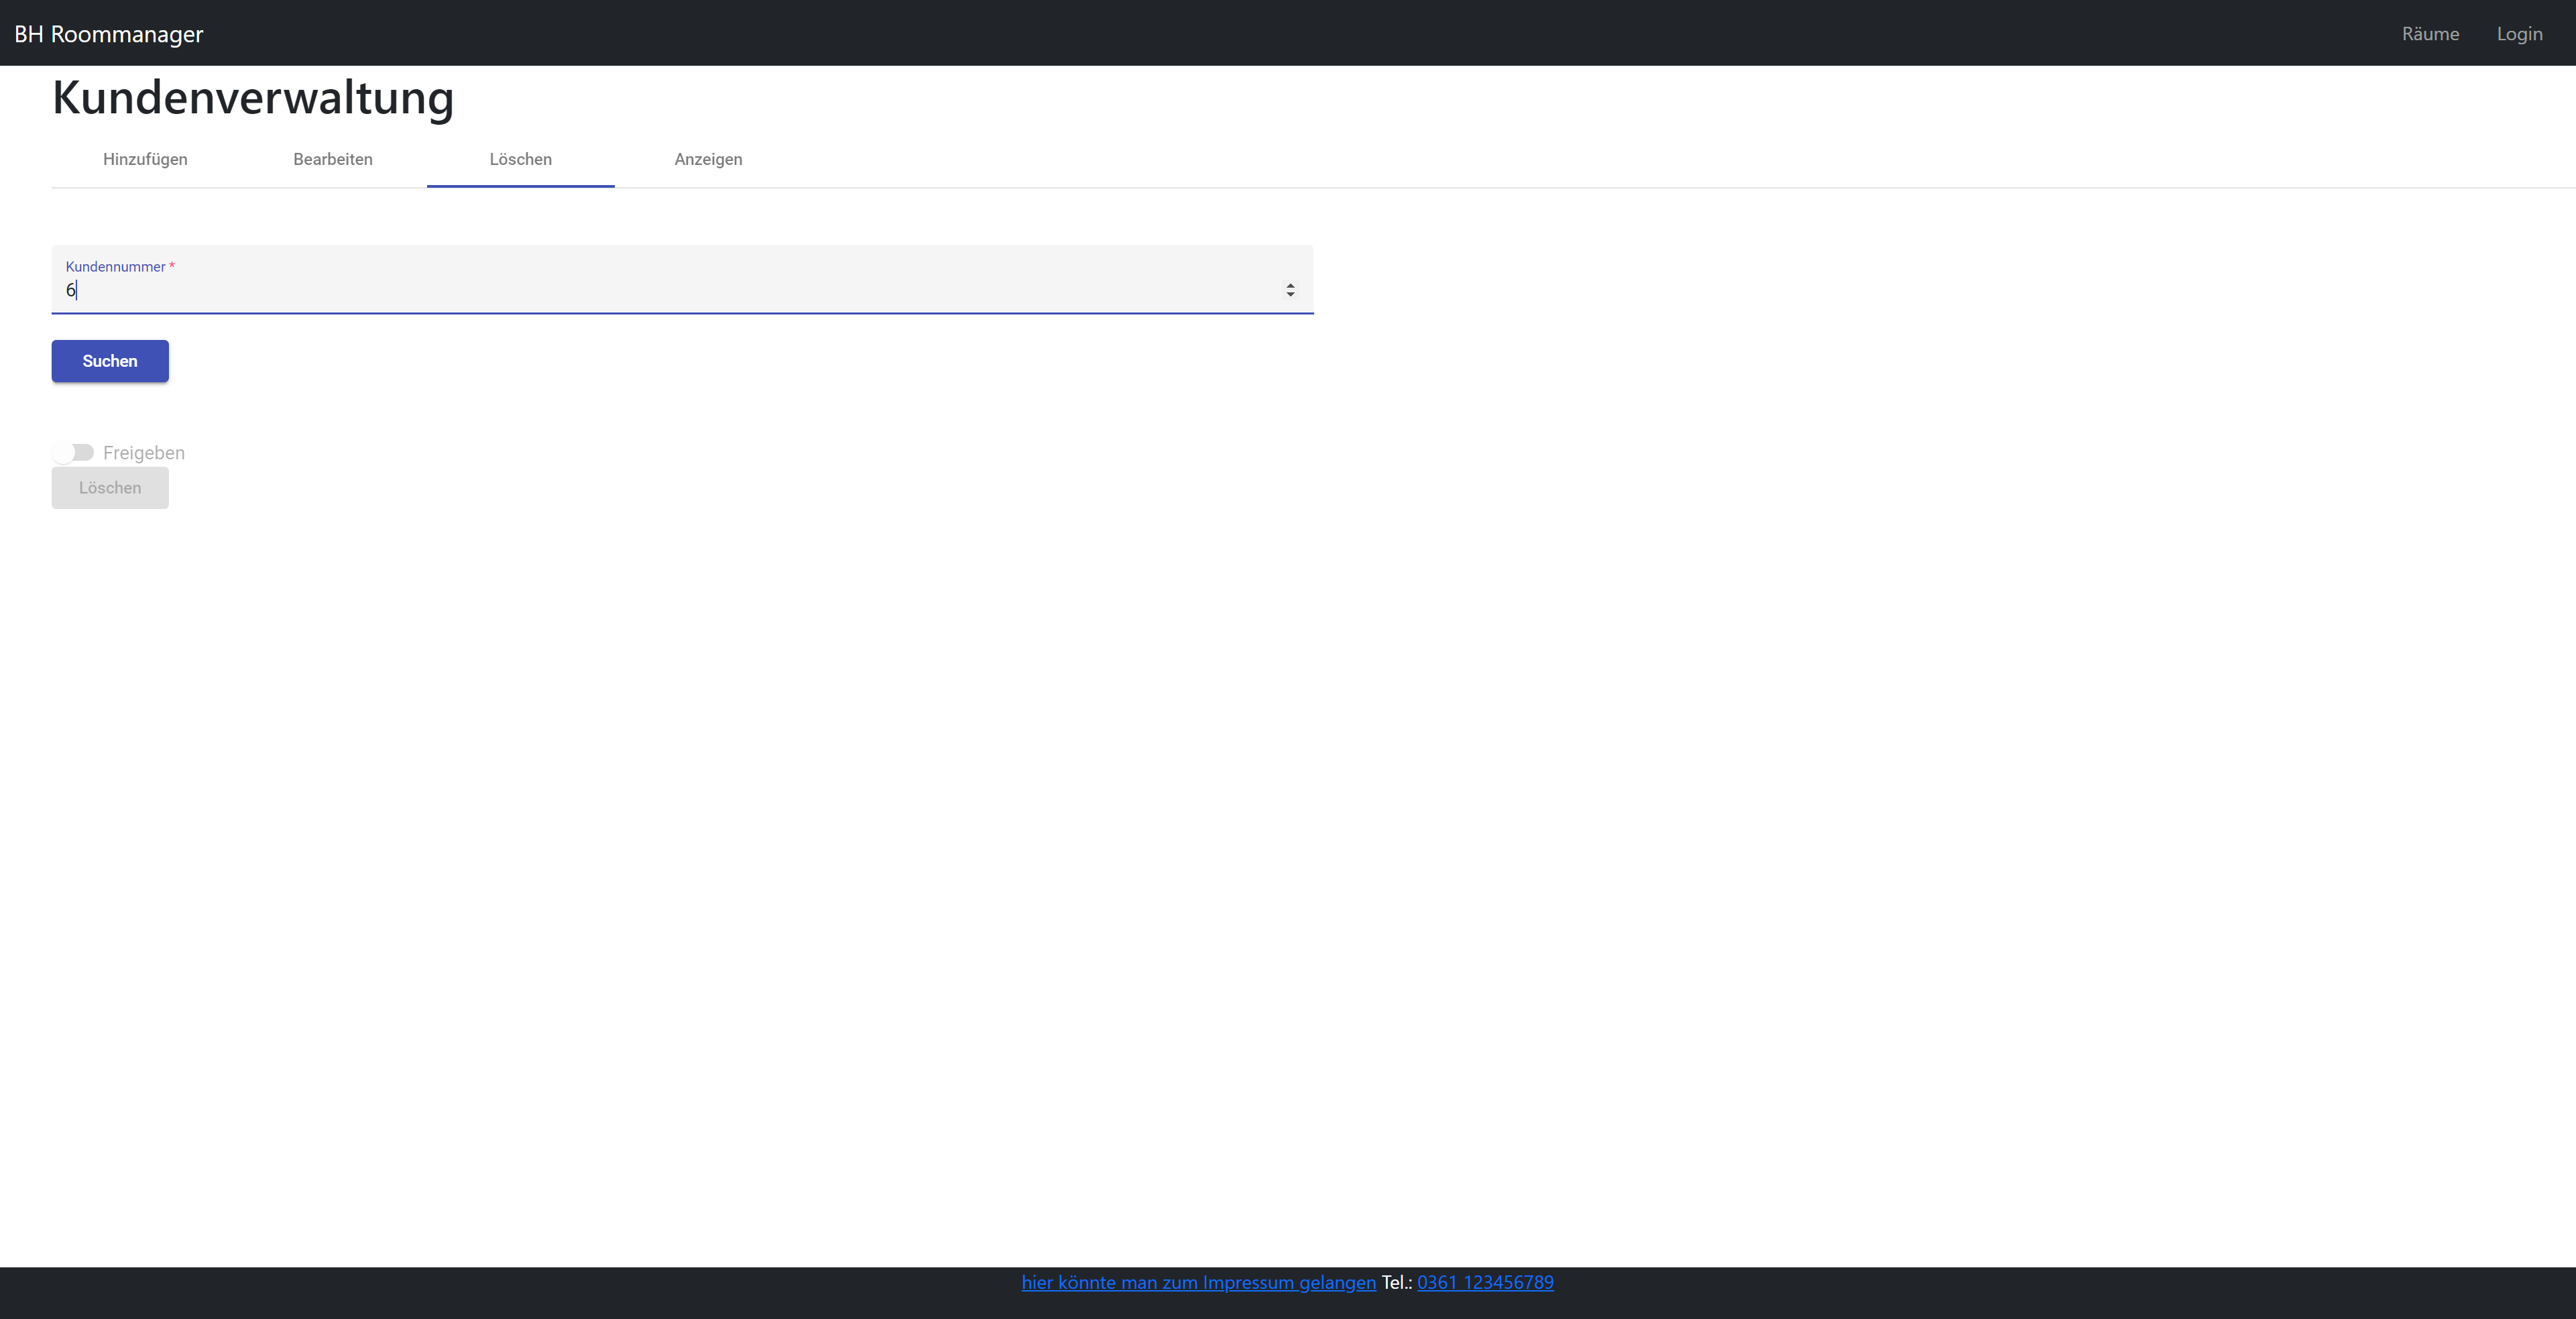 BH Roommanager Räume Login
Kundenverwaltung
Hinzufügen Bearbeiten Löschen Anzeigen
Kundennummer *
6
Suchen
Freigeben
Löschen
hier könnte man zum Impressum gelangen Tel.: 0361 123456789